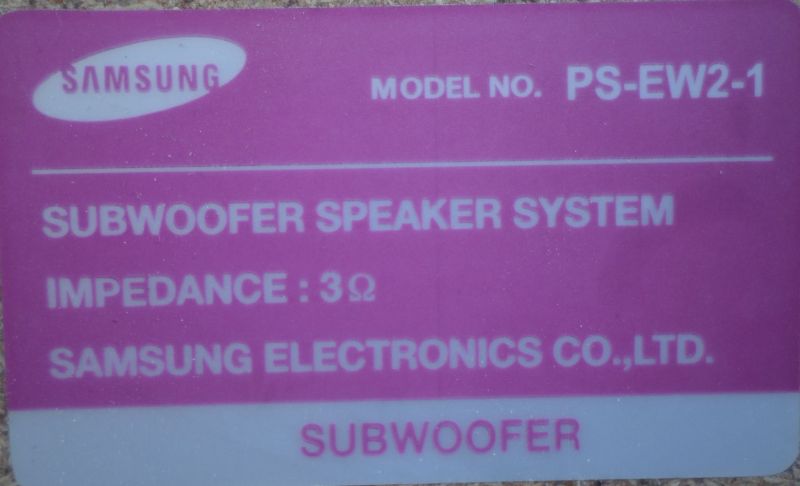 SAMSUNG MODEL NO. PS-EW2-1
SUBWOOFER SPEAKER SYSTEM
IMPEDANCE : 3Ω
SAMSUNG ELECTRONICS CO.,LTD.
SUBWOOFER